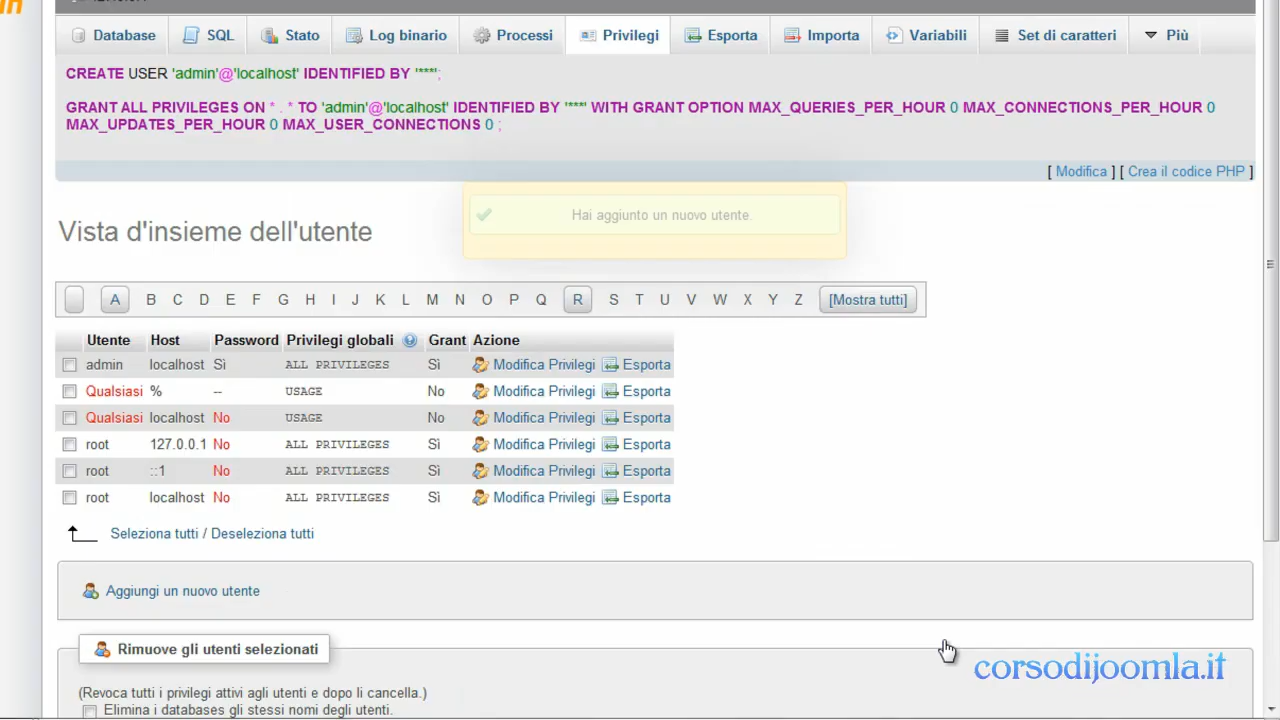 Database SQL Stato Log binario Processi Privilegi Esporta Importa Variabili Set di caratteri Più
CREATE USER 'admin'@'localhost' IDENTIFIED BY '***';
GRANT ALL PRIVILEGES ON * . * TO 'admin'@'localhost' IDENTIFIED BY '***' WITH GRANT OPTION MAX_QUERIES_PER_HOUR 0 MAX_CONNECTIONS_PER_HOUR 0
MAX_UPDATES_PER_HOUR 0 MAX_USER_CONNECTIONS 0 ;
[ Modifica ] [ Crea il codice PHP ]
Hai aggiunto un nuovo utente
Vista d'insieme dell'utente
A B C D E F G H I J K L M N O P Q R S T U V W X Y Z [Mostra tutti]
Utente Host Password Privilegi globali Grant Azione
admin localhost Sì ALL PRIVILEGES Sì Modifica Privilegi Esporta
Qualsiasi % -- USAGE No Modifica Privilegi Esporta
Qualsiasi localhost No USAGE No Modifica Privilegi Esporta
root 127.0.0.1 No ALL PRIVILEGES Sì Modifica Privilegi Esporta
root ::1 No ALL PRIVILEGES Sì Modifica Privilegi Esporta
root localhost No ALL PRIVILEGES Sì Modifica Privilegi Esporta
Seleziona tutti / Deseleziona tutti
Aggiungi un nuovo utente
Rimuove gli utenti selezionati
corsodijoomla.it
(Revoca tutti i privilegi attivi agli utenti e dopo li cancella.)
Elimina i databases gli stessi nomi degli utenti.